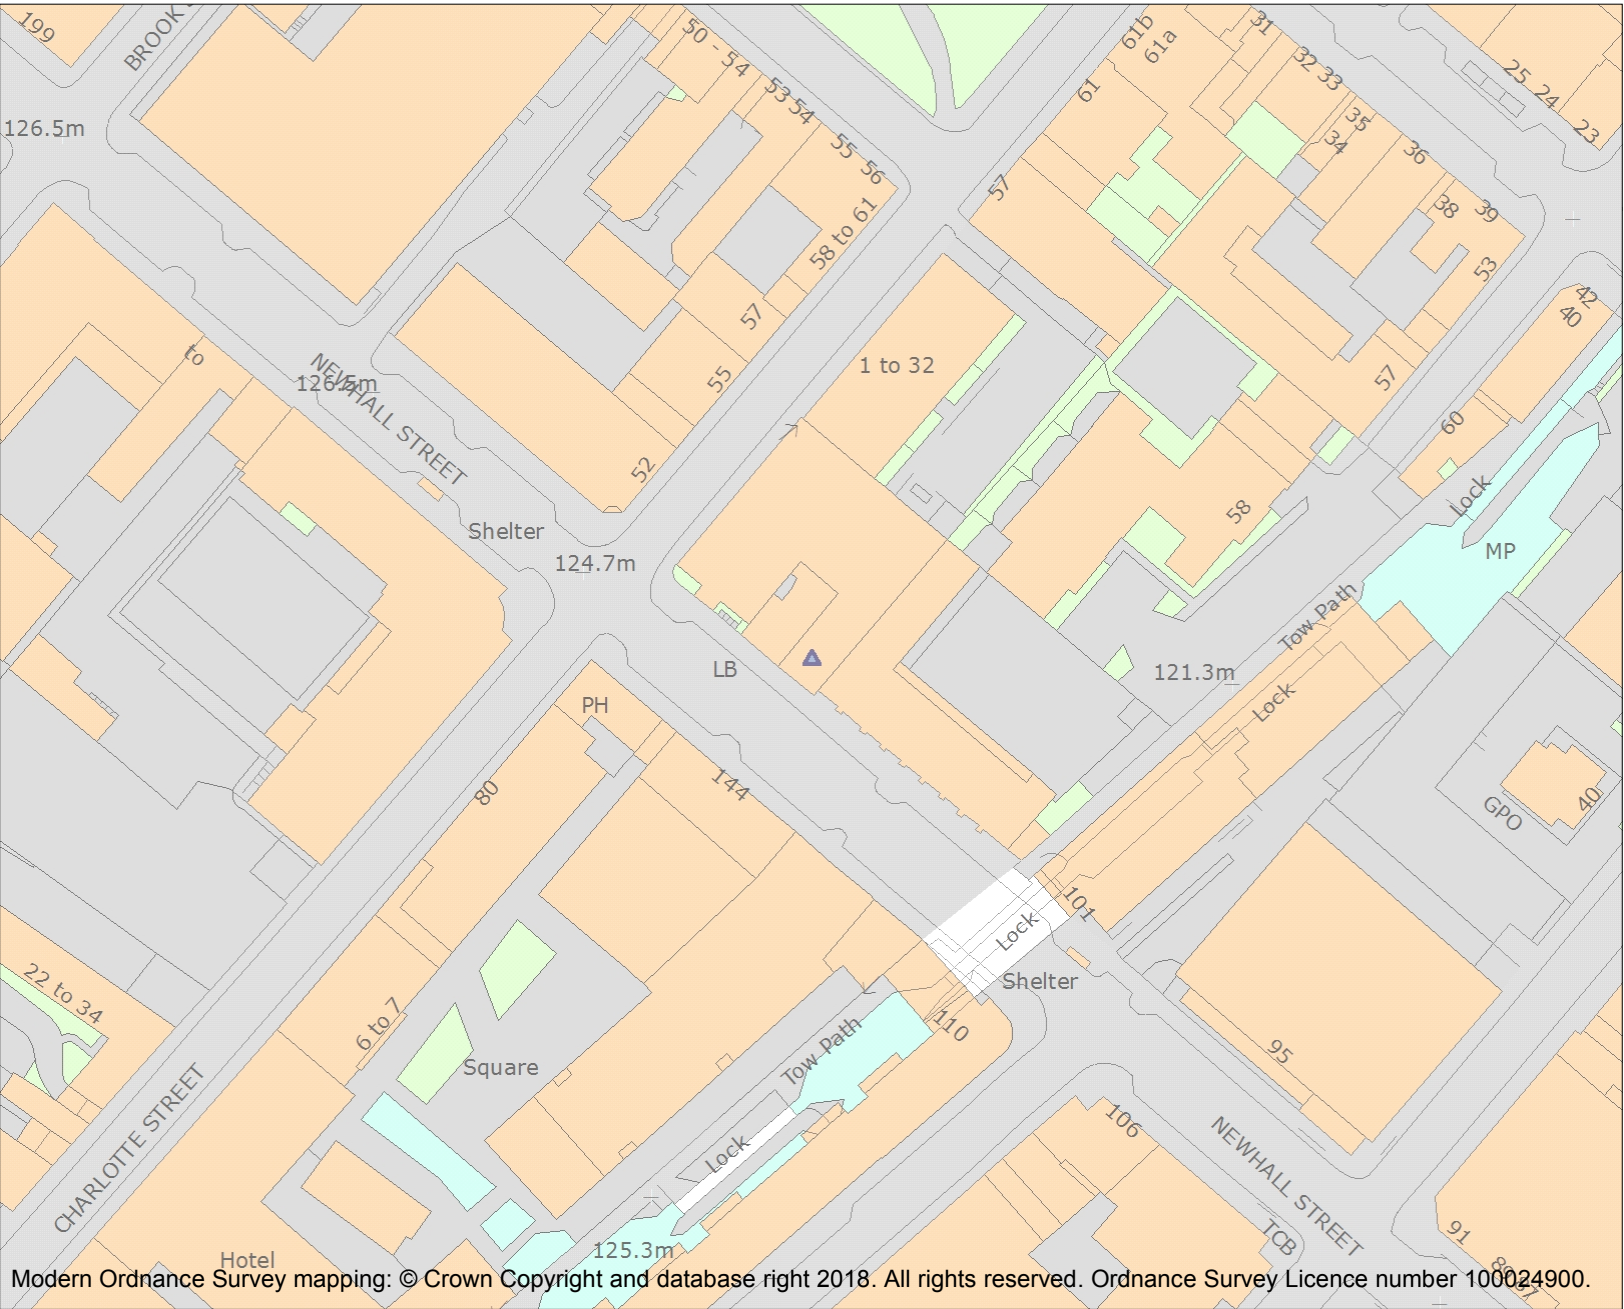 199
BROOK
50 - 54
53 54
55
56
58 to 61
57
55
52
61b
61a
61
57
31
32 33
35
34
36
38
39
53
25
24
23
42
40
57
60
126.5m
to
126.5m
NEWHALL STREET
Shelter
124.7m
1 to 32
58
Lock
MP
Tow Path
121.3m
Lock
LB
PH
80
144
GPO
40
101
Lock
Shelter
110
22 to 34
6 to 7
Square
Tow Path
Lock
95
106
NEWHALL STREET
CHARLOTTE STREET
TCB
91
Hotel
125.3m
Modern Ordnance Survey mapping: © Crown Copyright and database right 2018. All rights reserved. Ordnance Survey Licence number 100024900.